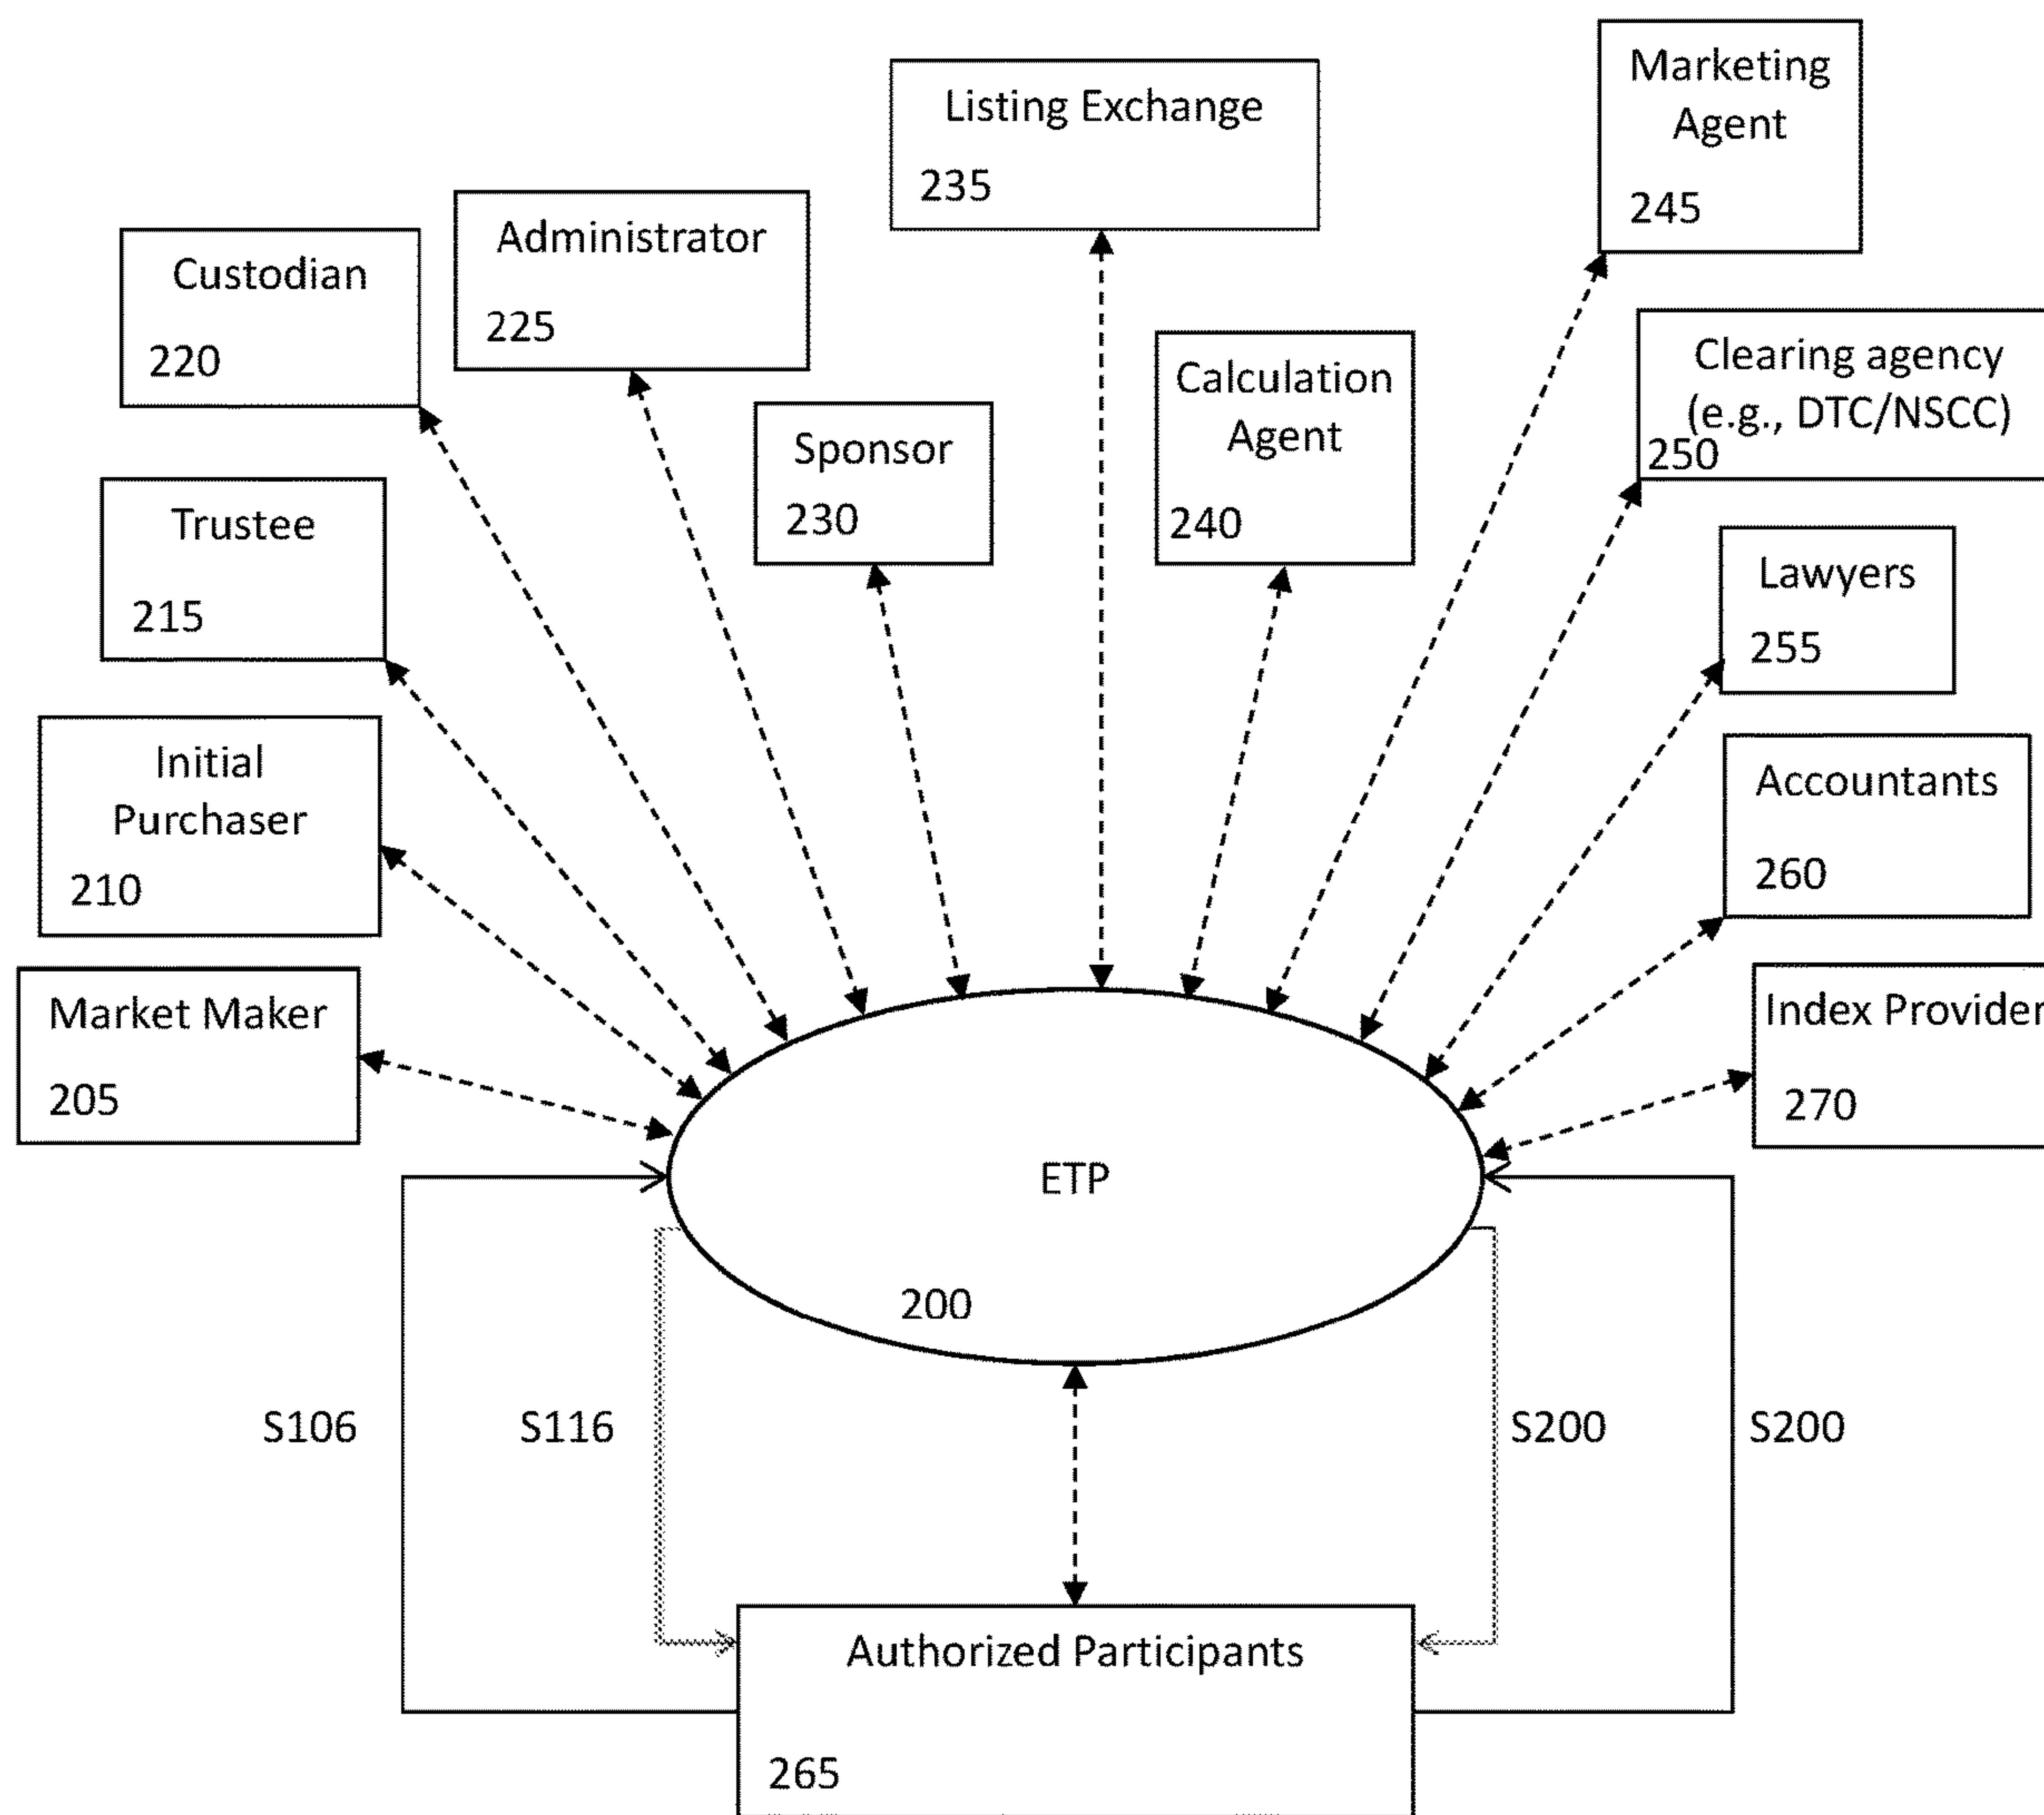 Marketing
Agent
245
Listing Exchange
235
Administrator
225
Custodian
220
Clearing agency
(e.g., DTC/NSCC)
250
Calculation
Agent
240
Sponsor
230
Trustee
215
Lawyers
255
Initial
Purchaser
210
Accountants
260
Market Maker
205
Index Provider
270
ETP
200
S106
S116
S200
S200
Authorized Participants
265